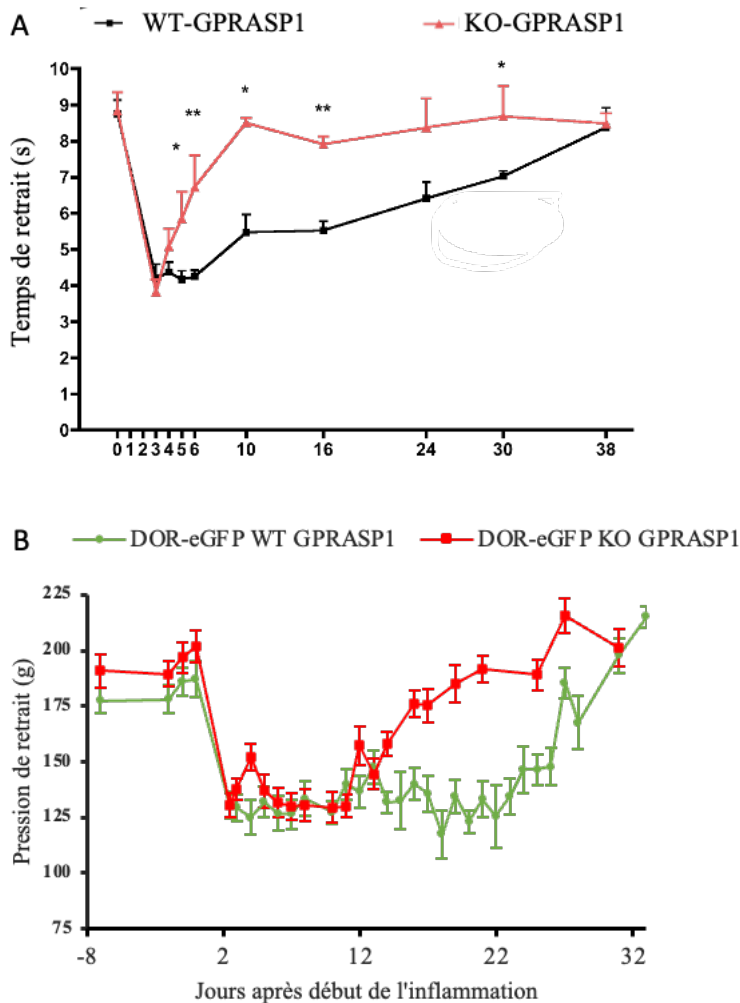 A
WT-GPRASP1 KO-GPRASP1
Temps de retrait (s)
10
9
8
7
6
5
4
3
2
1
0
* ** * ** *
0 1 2 3 4 5 6 10 16 24 30 38
B
DOR-eGFP WT GPRASP1 DOR-eGFP KO GPRASP1
Pression de retrait (g)
225
200
175
150
125
100
75
-8 2 12 22 32
Jours après début de l'inflammation